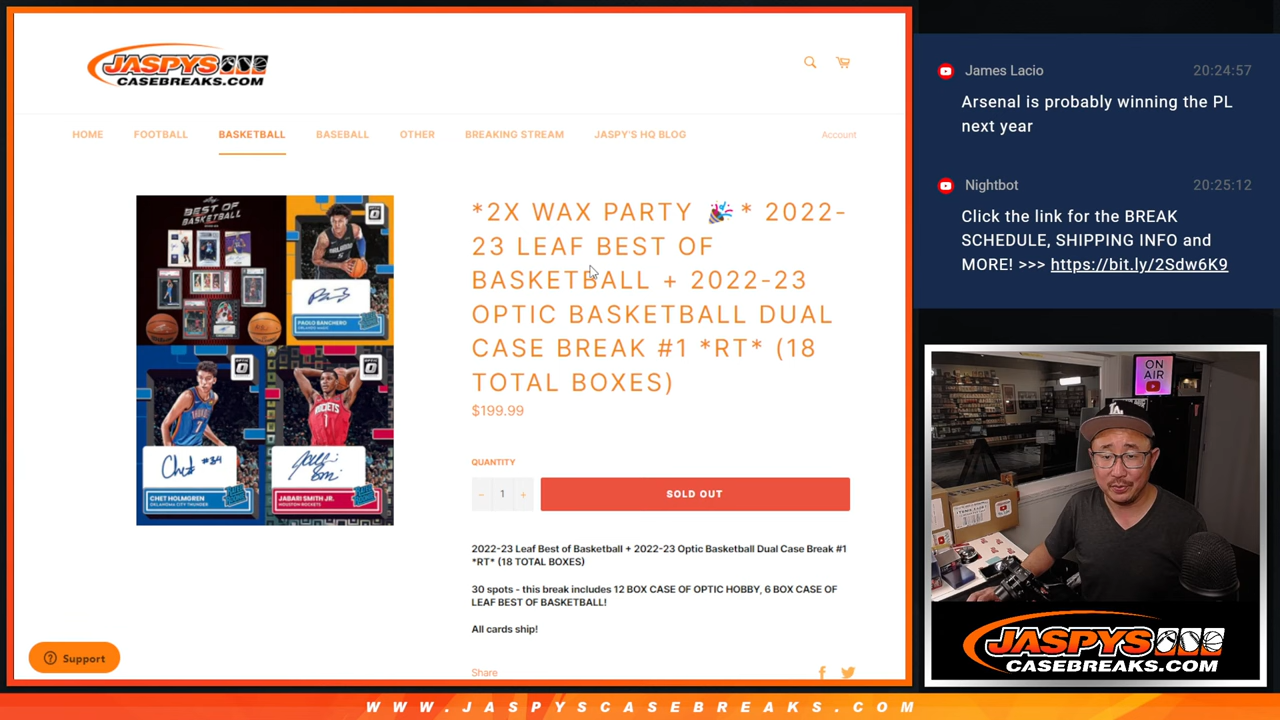 JASPYS
CASEBREAKS.COM
HOME FOOTBALL BASKETBALL BASEBALL OTHER BREAKING STREAM JASPY'S HQ BLOG Account
BEST OF
BASKETBALL
PAOLO BANCHERO
CHET HOLMGREN
OKLAHOMA CITY THUNDER
ROCKETS
JABARI SMITH JR.
HOUSTON ROCKETS
*2X WAX PARTY 🎉* 2022-
23 LEAF BEST OF
BASKETBALL + 2022-23
OPTIC BASKETBALL DUAL
CASE BREAK #1 *RT* (18
TOTAL BOXES)
$199.99
QUANTITY
− 1 + SOLD OUT
2022-23 Leaf Best of Basketball + 2022-23 Optic Basketball Dual Case Break #1
*RT* (18 TOTAL BOXES)
30 spots - this break includes 12 BOX CASE OF OPTIC HOBBY, 6 BOX CASE OF
LEAF BEST OF BASKETBALL!
All cards ship!
Share
Support
James Lacio 20:24:57
Arsenal is probably winning the PL
next year
Nightbot 20:25:12
Click the link for the BREAK
SCHEDULE, SHIPPING INFO and
MORE! >>> https://bit.ly/2Sdw6K9
ON
AIR
LA
JASPYS
CASEBREAKS.COM
WWW.JASPYSCASEBREAKS.COM